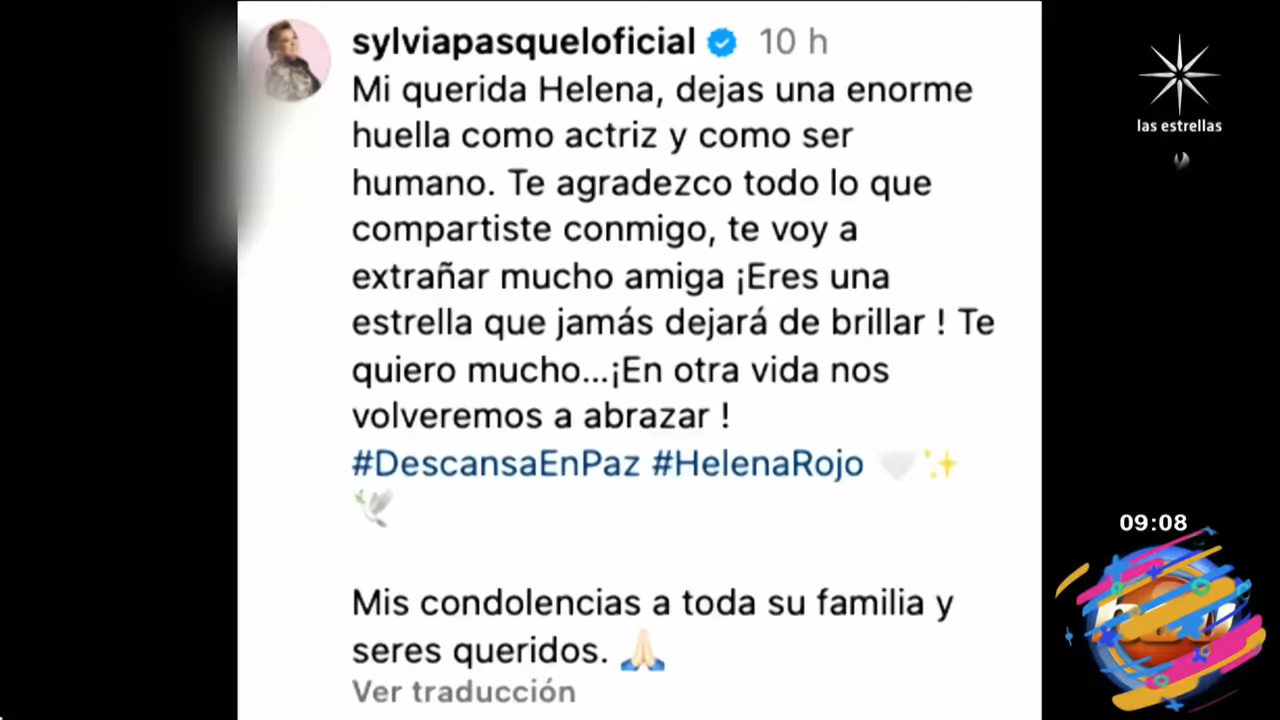 sylviapasqueloficial 10 h
Mi querida Helena, dejas una enorme
huella como actriz y como ser
humano. Te agradezco todo lo que
compartiste conmigo, te voy a
extrañar mucho amiga ¡Eres una
estrella que jamás dejará de brillar ! Te
quiero mucho...¡En otra vida nos
volveremos a abrazar !
#DescansaEnPaz #HelenaRojo 🤍✨
🕊️
Mis condolencias a toda su familia y
seres queridos. 🙏🏻
Ver traducción
las estrellas
09:08